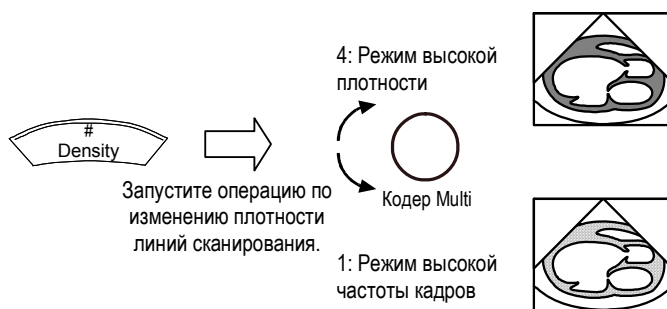 #
Density
Запустите операцию по
изменению плотности
линий сканирования.
4: Режим высокой
плотности
Кодер Multi
1: Режим высокой
частоты кадров